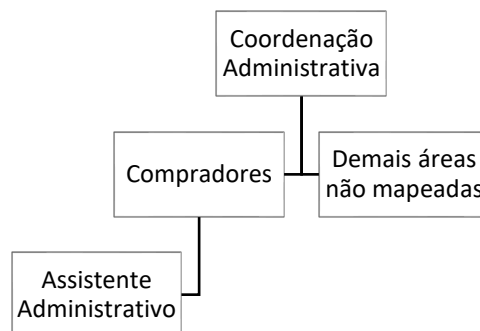 Coordenação
Administrativa
Compradores
Demais áreas
não mapeadas
Assistente
Administrativo